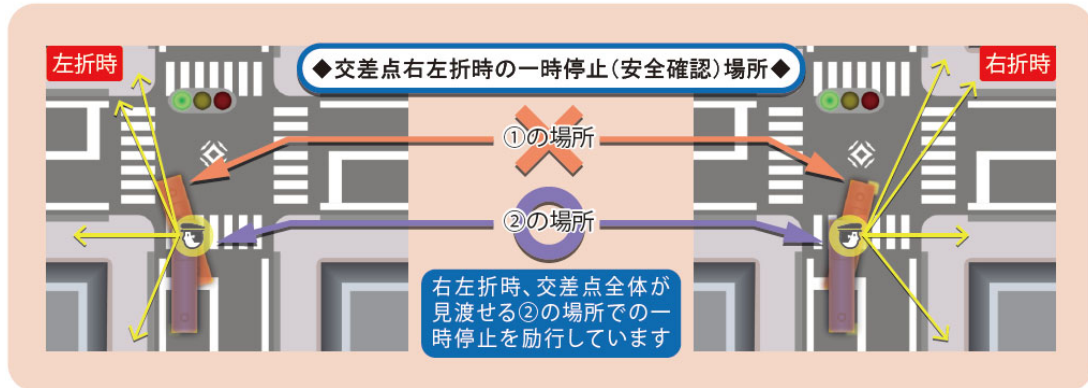 ◆交差点右左折時の一時停止（安全確認）場所◆
左折時
右折時
①の場所
②の場所
右左折時、交差点全体が
見渡せる②の場所での一
時停止を励行しています